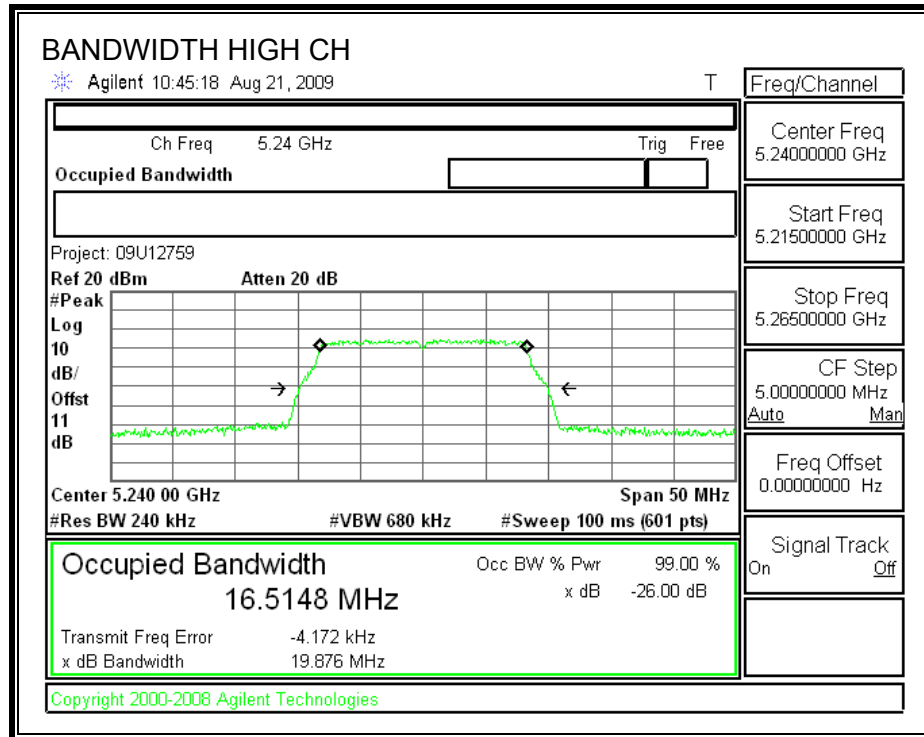 BANDWIDTH HIGH CH
Agilent 10:45:18 Aug 21, 2009 T
Freq/Channel
Ch Freq 5.24 GHz Trig Free
Occupied Bandwidth
Center Freq
5.24000000 GHz
Start Freq
5.21500000 GHz
Stop Freq
5.26500000 GHz
CF Step
5.00000000 MHz
Auto Man
Freq Offset
0.00000000 Hz
Signal Track
On Off
Project: 09U12759
Ref 20 dBm Atten 20 dB
#Peak
Log
10
dB/
Offst
11
dB
Center 5.240 00 GHz Span 50 MHz
#Res BW 240 kHz #VBW 680 kHz #Sweep 100 ms (601 pts)
Occupied Bandwidth
16.5148 MHz
Occ BW % Pwr 99.00 %
x dB -26.00 dB
Transmit Freq Error -4.172 kHz
x dB Bandwidth 19.876 MHz
Copyright 2000-2008 Agilent Technologies